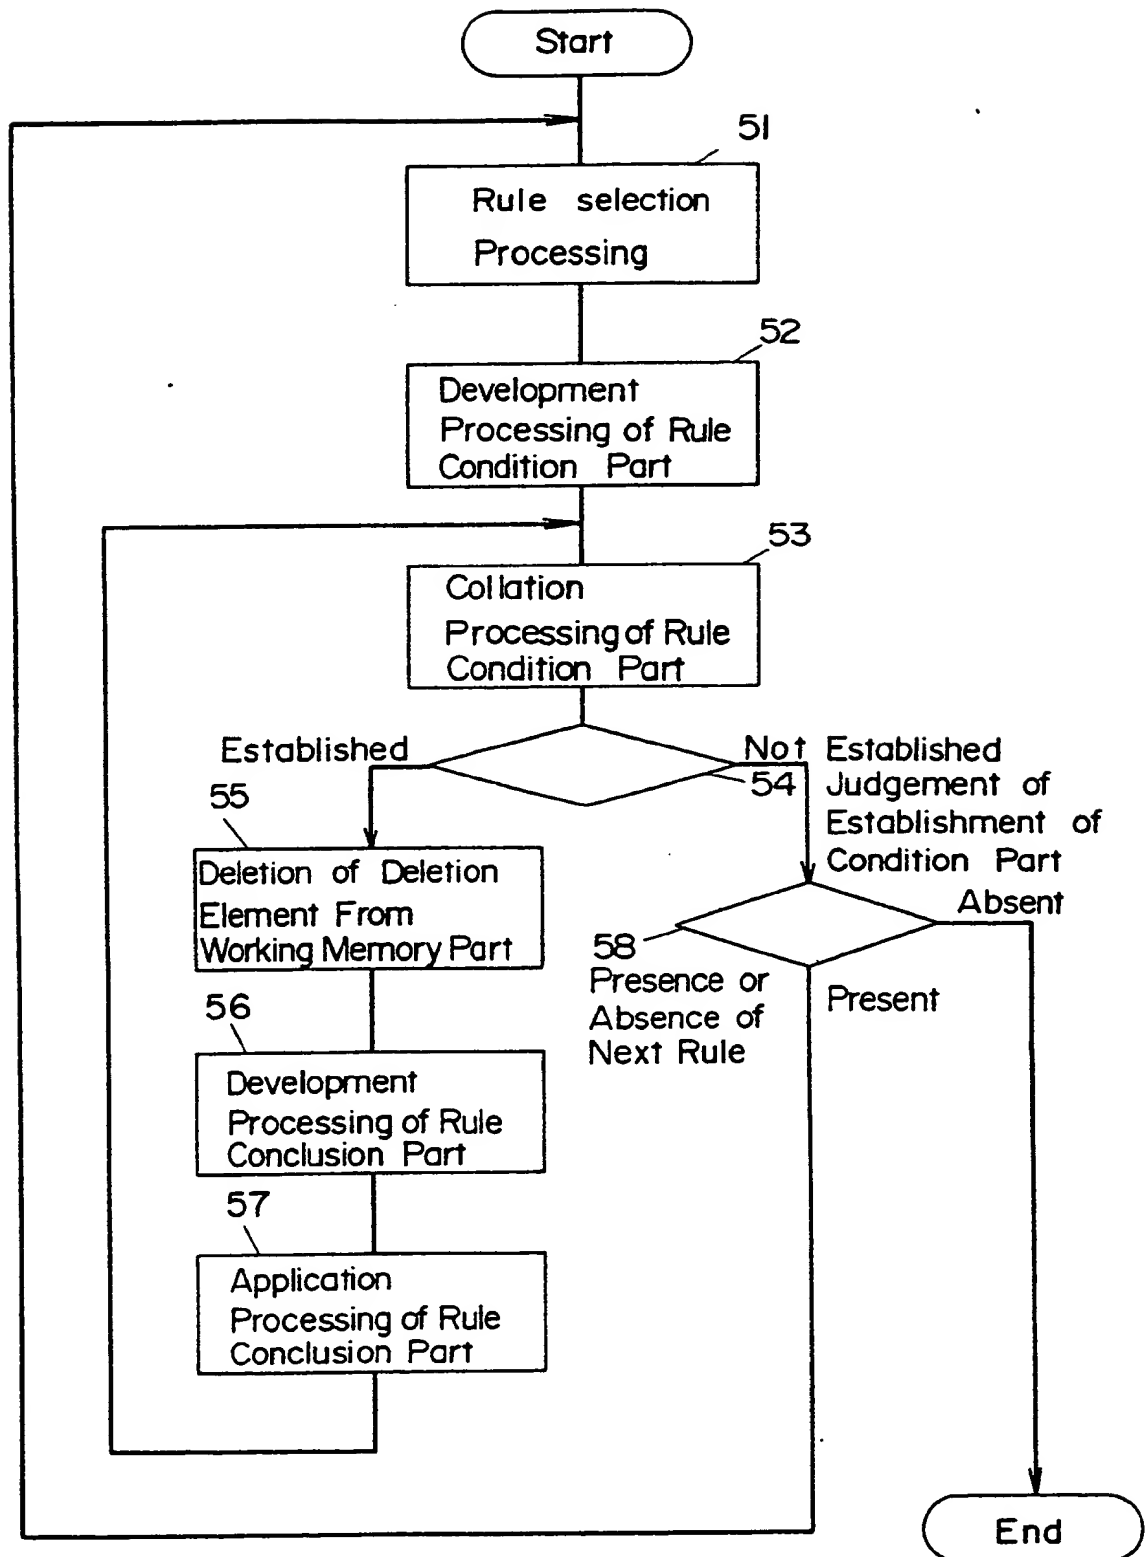 Start
51
Rule selection
Processing
52
Development
Processing of Rule
Condition Part
53
Collation
Processing of Rule
Condition Part
Established
Not Established
54
Judgement of
Establishment of
Condition Part
55
Deletion of Deletion
Element From
Working Memory Part
Absent
58
Presence or
Absence of
Next Rule
Present
56
Development
Processing of Rule
Conclusion Part
57
Application
Processing of Rule
Conclusion Part
End